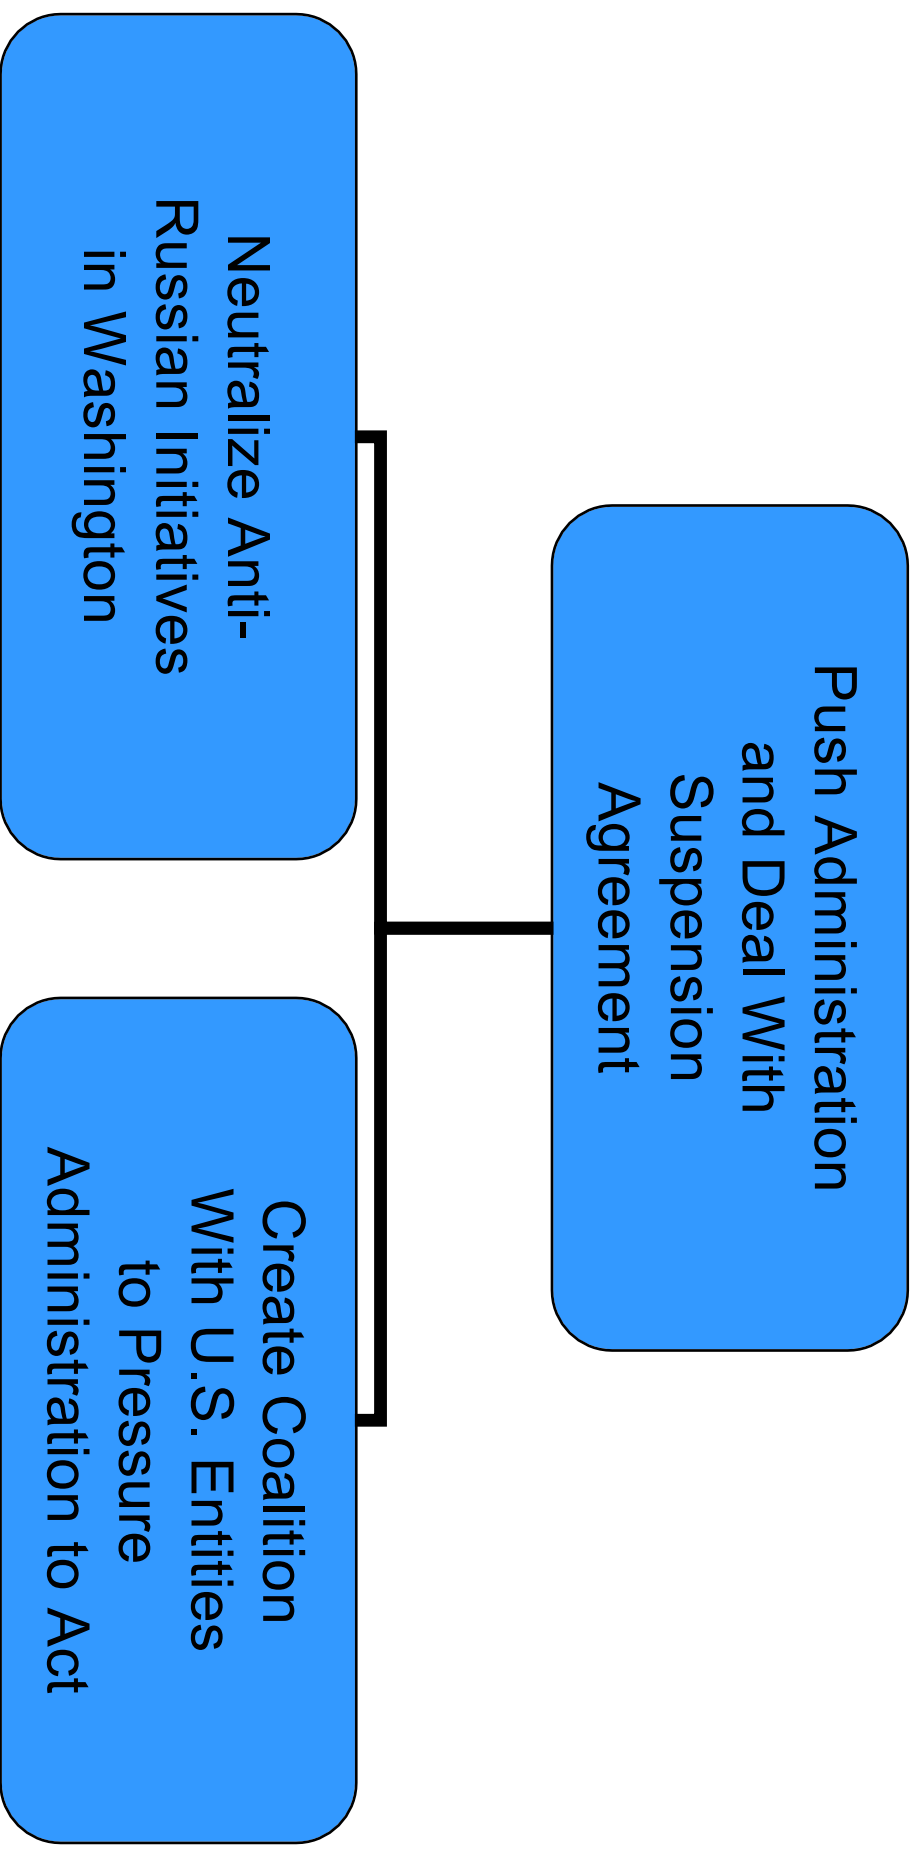 Push Administration
and Deal With
Suspension
Agreement
Neutralize Anti-
Russian Initiatives
in Washington
Create Coalition
With U.S. Entities
to Pressure
Administration to Act